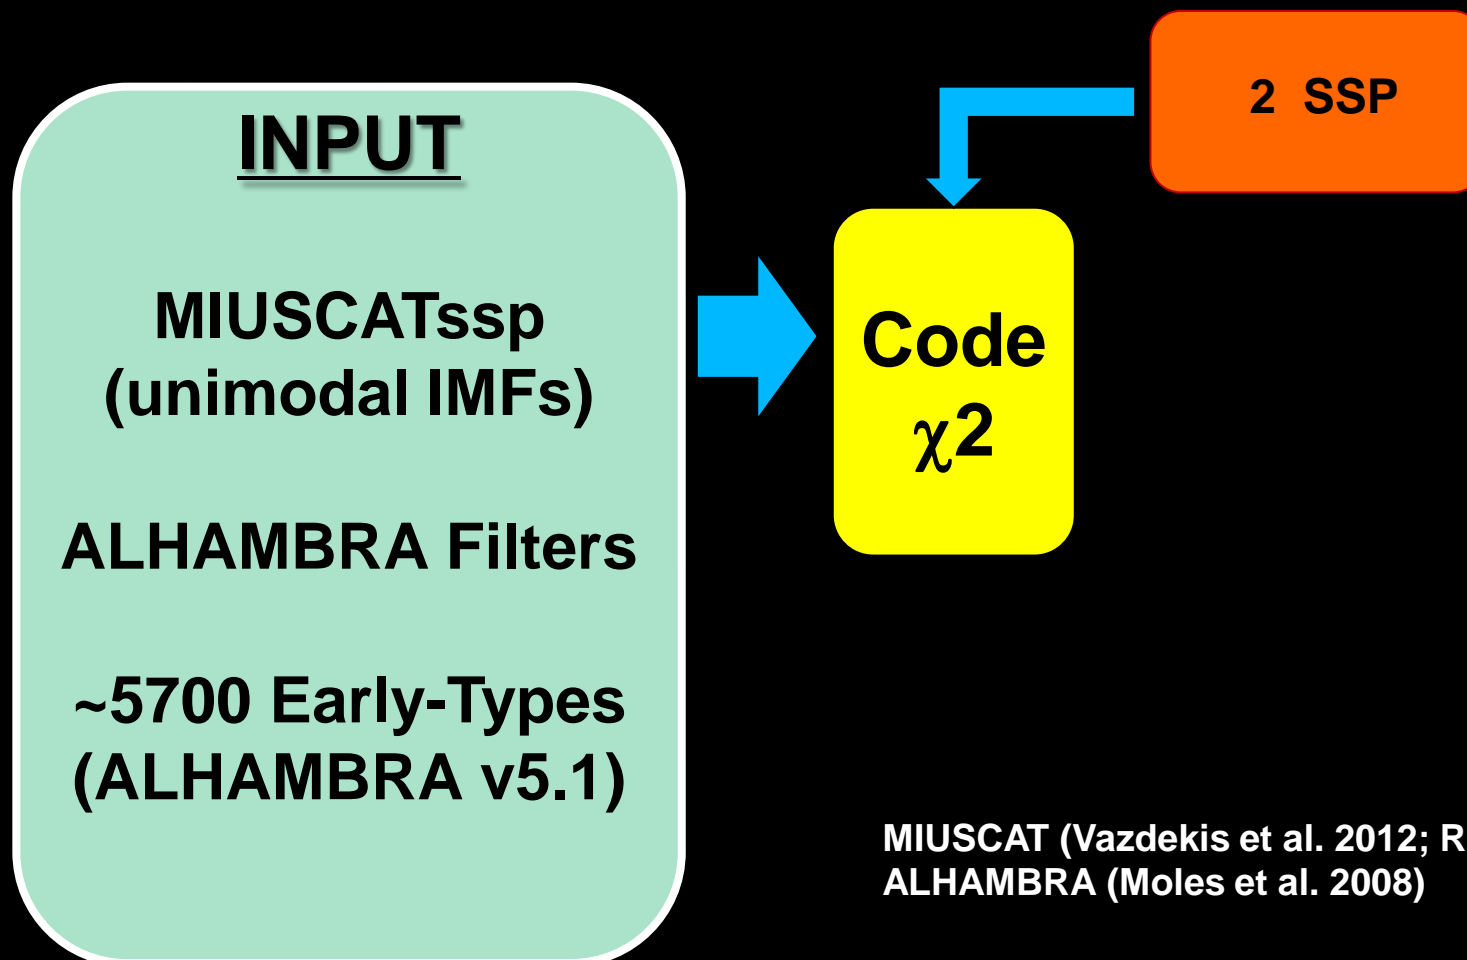 INPUT
MIUSCATssp
(unimodal IMFs)
ALHAMBRA Filters
~5700 Early-Types
(ALHAMBRA v5.1)
2 SSP
Code
χ2
MIUSCAT (Vazdekis et al. 2012;
ALHAMBRA (Moles et al. 2008)